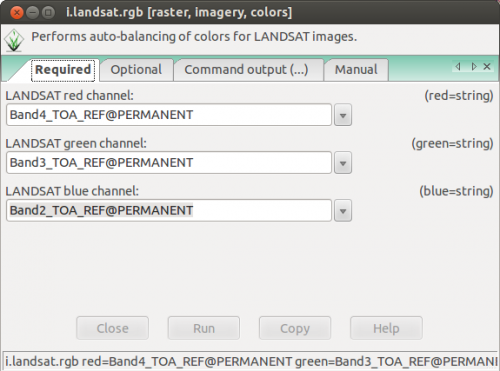 i.landsat.rgb [raster, imagery, colors]
Performs auto-balancing of colors for LANDSAT images.
Required Optional Command output (...) Manual
LANDSAT red channel: (red=string)
Band4_TOA_REF@PERMANENT
LANDSAT green channel: (green=string)
Band3_TOA_REF@PERMANENT
LANDSAT blue channel: (blue=string)
Band2_TOA_REF@PERMANENT
Close Run Copy Help
i.landsat.rgb red=Band4_TOA_REF@PERMANENT green=Band3_TOA_REF@PERMANI